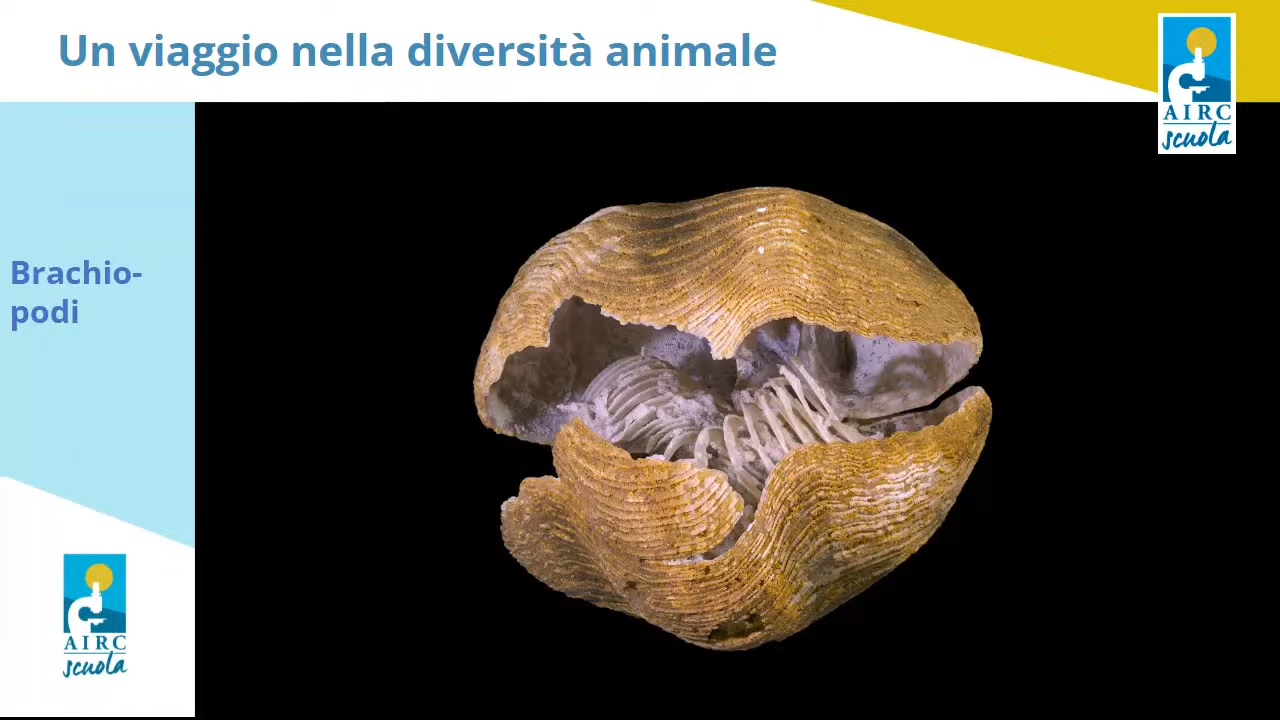 Un viaggio nella diversità animale
AIRC
scuola
Brachio-
podi
AIRC
scuola